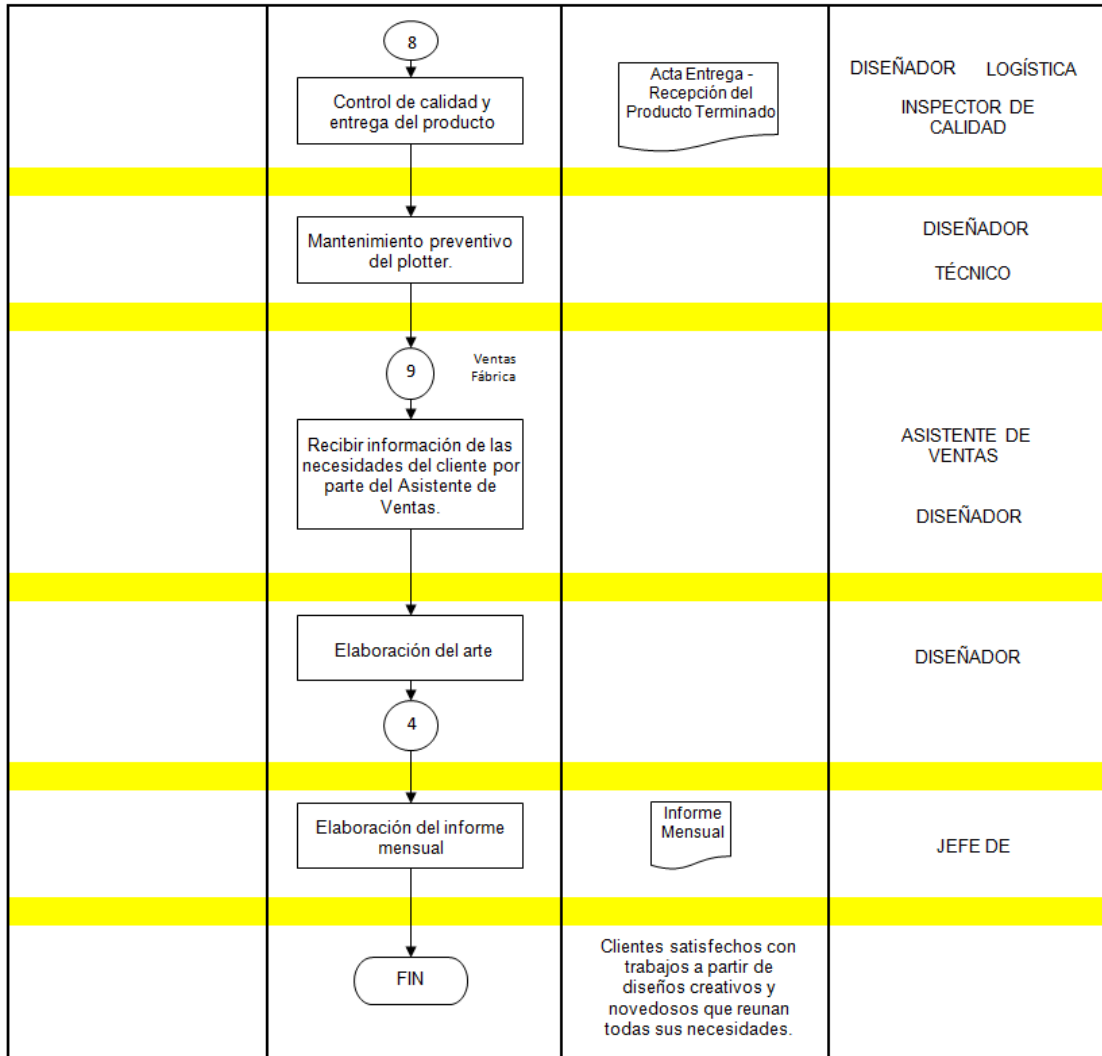 8
Control de calidad y
entrega del producto
Acta Entrega -
Recepción del
Producto Terminado
DISEÑADOR LOGÍSTICA
INSPECTOR DE
CALIDAD
Mantenimiento preventivo
del plotter.
DISEÑADOR
TÉCNICO
9
Ventas
Fábrica
Recibir información de las
necesidades del cliente por
parte del Asistente de
Ventas.
ASISTENTE DE
VENTAS
DISEÑADOR
Elaboración del arte
DISEÑADOR
4
Elaboración del informe
mensual
Informe
Mensual
JEFE DE
FIN
Clientes satisfechos con
trabajos a partir de
diseños creativos y
novedosos que reunan
todas sus necesidades.